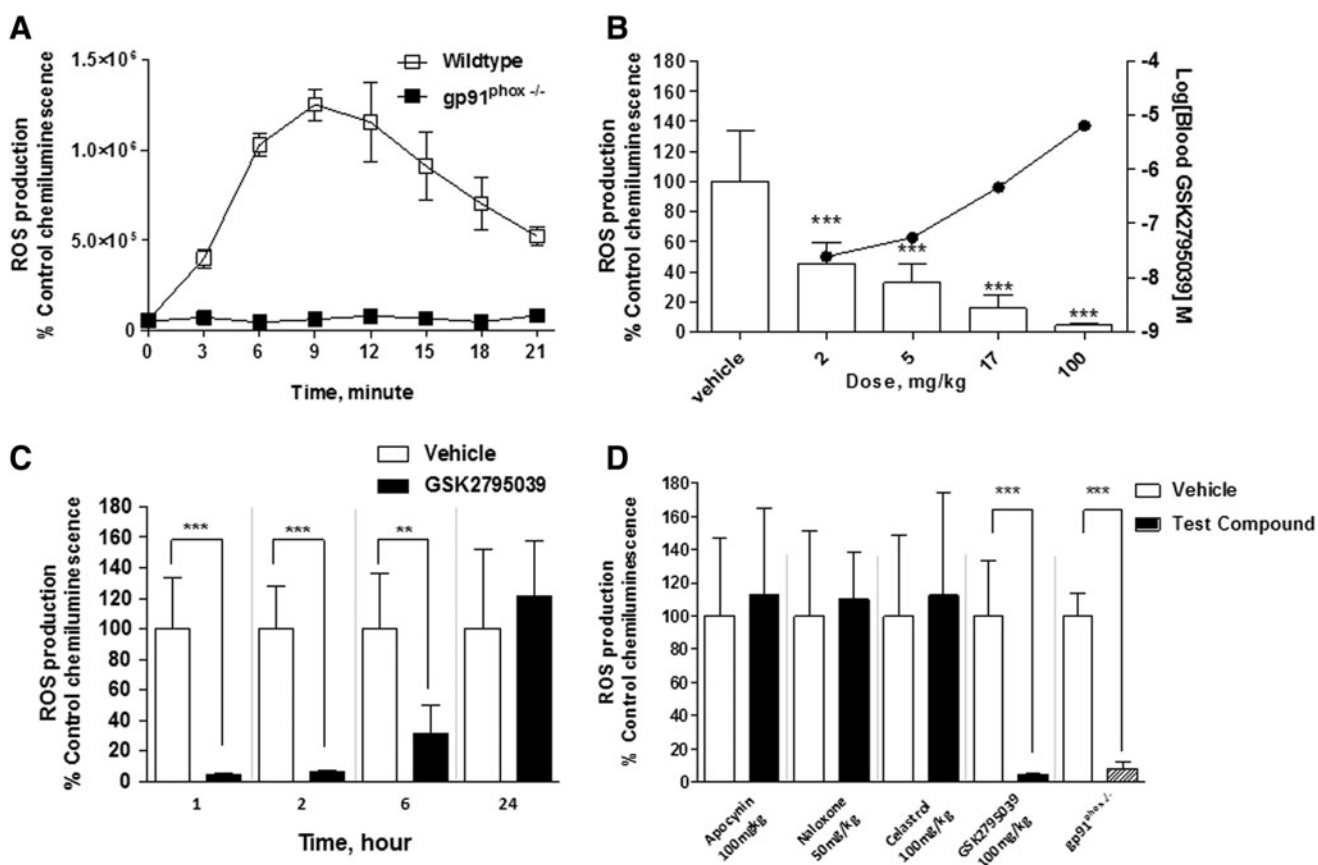 A
ROS production
% Control chemiluminescence
1.5×10⁶
1.0×10⁶
5.0×10⁵
0
Wildtype
gp91phox -/-
0 3 6 9 12 15 18 21
Time, minute
B
ROS production
% Control chemiluminescence
180
160
140
120
100
80
60
40
20
0
***
***
***
***
-4
-5
-6
-7
-8
-9
Log[Blood GSK2795039] M
vehicle 2 5 17 100
Dose, mg/kg
C
Vehicle
GSK2795039
ROS production
% Control chemiluminescence
180
160
140
120
100
80
60
40
20
0
*** *** **
1 2 6 24
Time, hour
D
ROS production
% Control chemiluminescence
180
160
140
120
100
80
60
40
20
0
*** ***
Vehicle
Test Compound
Apocynin
100mgkg
Naloxone
50mg/kg
Celastrol
100mg/kg
GSK2795039
100 mg/kg
gp91phox -/-